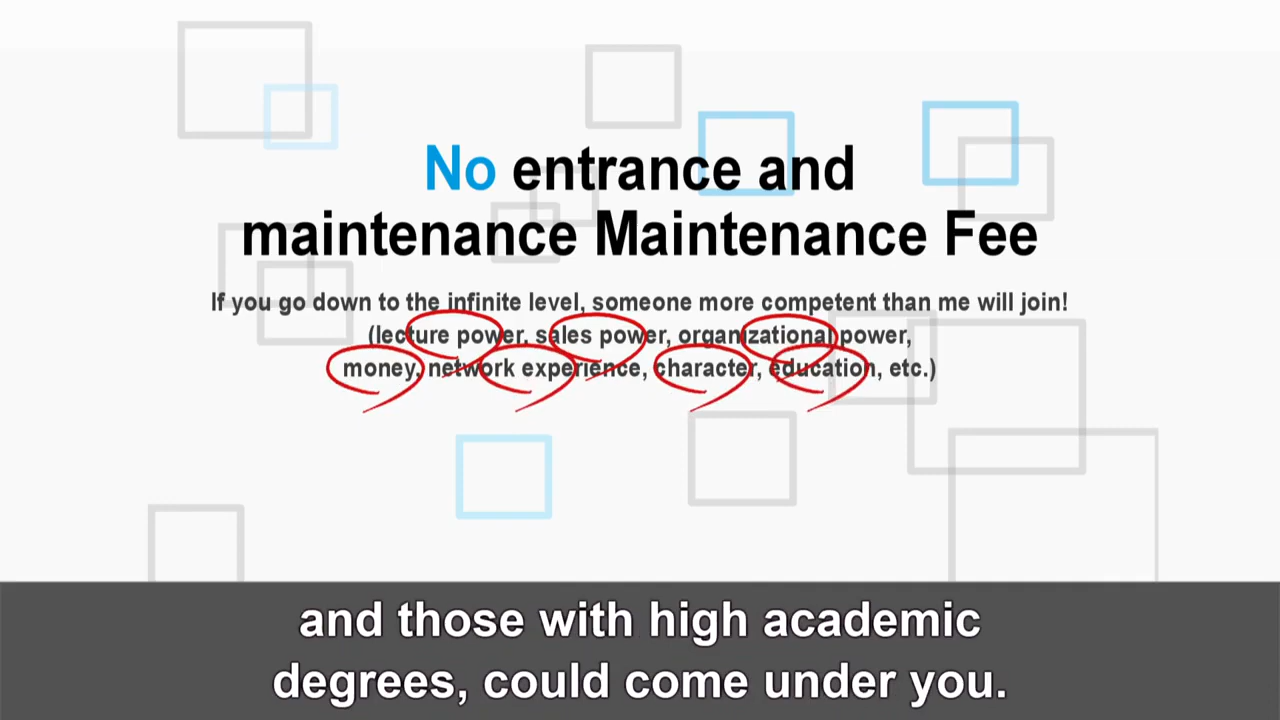 No entrance and
maintenance Maintenance Fee
If you go down to the infinite level, someone more competent than me will join!
(lecture power, sales power, organizational power,
money, network experience, character, education, etc.)
and those with high academic
degrees, could come under you.